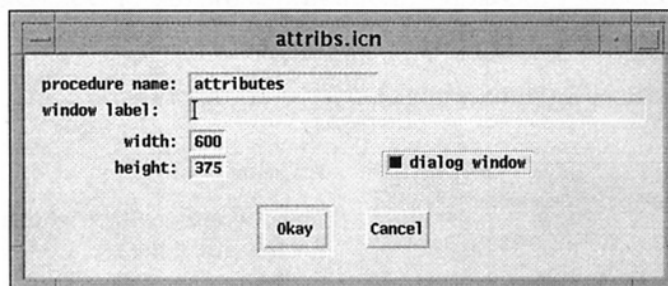 attribs.icn
procedure name: attributes
window label:
width: 600
height: 375
dialog window
Okay
Cancel